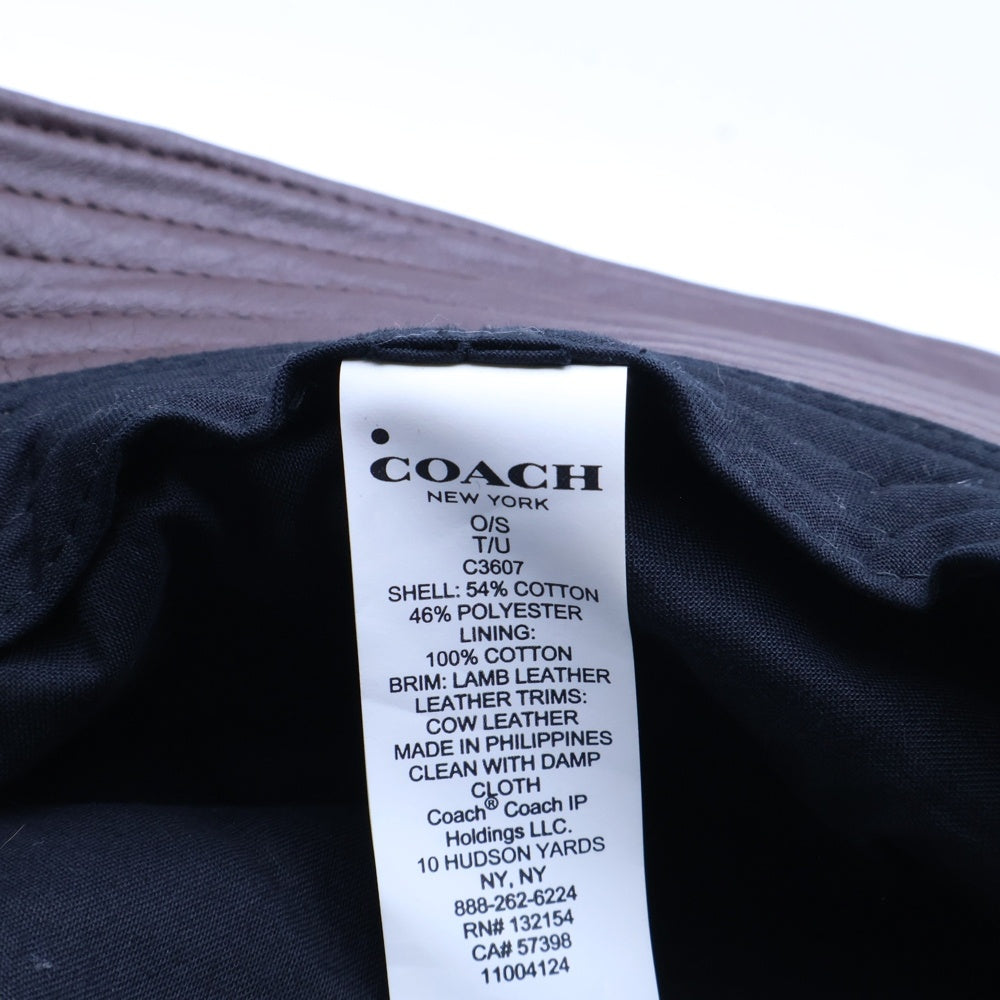 COACH
NEW YORK
O/S
T/U
C3607
SHELL: 54% COTTON
46% POLYESTER
LINING:
100% COTTON
BRIM: LAMB LEATHER
LEATHER TRIMS:
COW LEATHER
MADE IN PHILIPPINES
CLEAN WITH DAMP
CLOTH
Coach® Coach IP
Holdings LLC.
10 HUDSON YARDS
NY, NY
888-262-6224
RN# 132154
CA# 57398
11004124